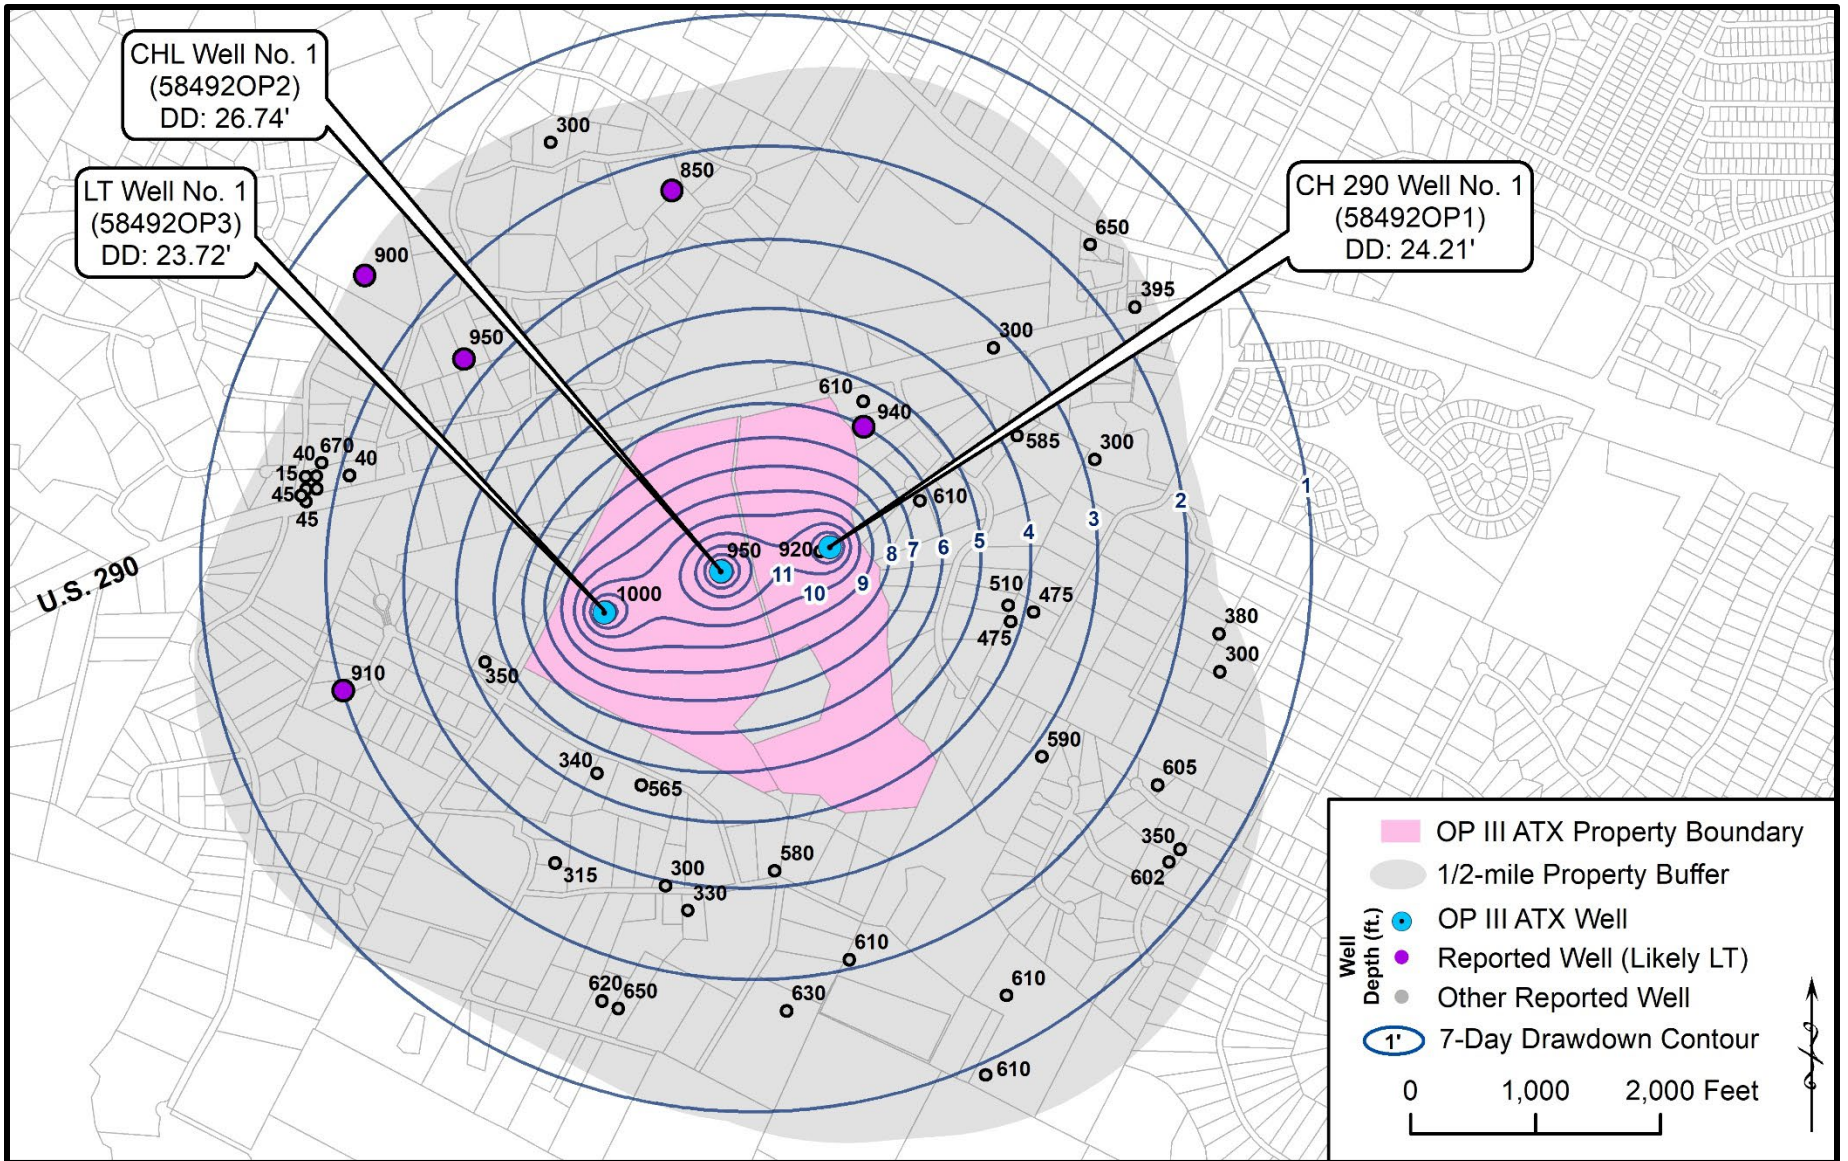 CHL Well No. 1
(58492OP2)
DD: 26.74'
LT Well No. 1
(58492OP3)
DD: 23.72'
CH 290 Well No. 1
(58492OP1)
DD: 24.21'
300
850
900
950
650
395
300
610
940
585
300
610
40
670
40
15
45
45
U.S. 290
950
920
1000
1
2
3
4
5
6
7
8
9
10
11
510
475
475
380
300
910
350
340
565
590
605
350
602
315
300
330
580
610
620
650
630
610
610
OP III ATX Property Boundary
1/2-mile Property Buffer
Well
Depth (ft.)
OP III ATX Well
Reported Well (Likely LT)
Other Reported Well
1' 7-Day Drawdown Contour
0 1,000 2,000 Feet